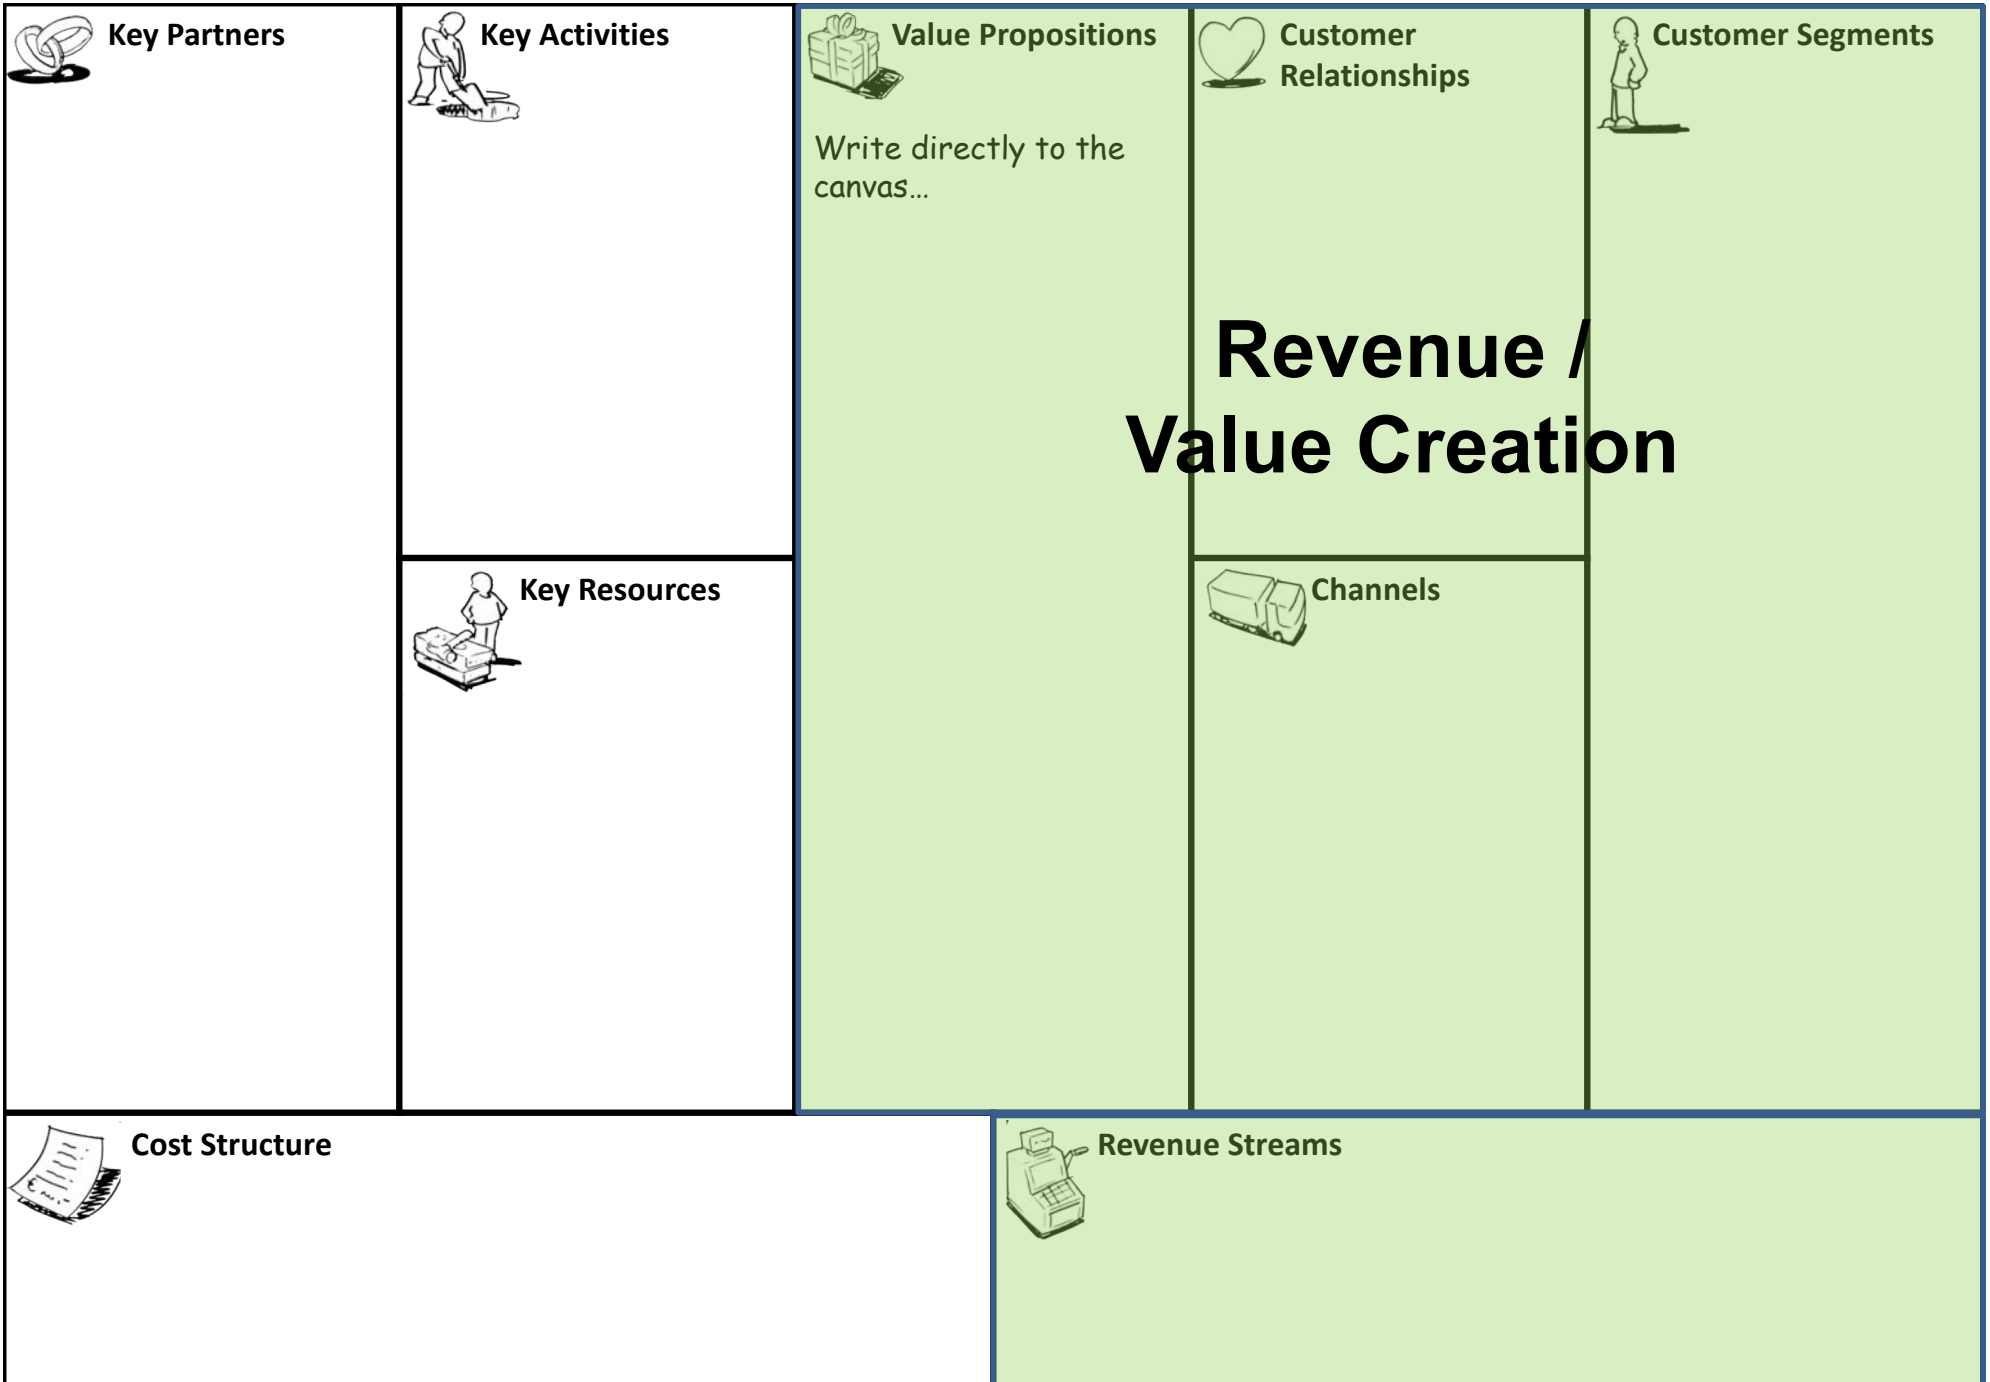 Key Partners
Key Activities
Value Propositions
Write directly to the
canvas…
Customer
Relationships
Customer Segments
Revenue /
Value Creation
Key Resources
Channels
Cost Structure
Revenue Streams